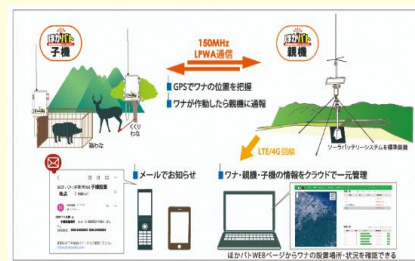 ほかパト
子機
150MHz
LPWA通信
ほかパト
親機
GPSでワナの位置を把握
ワナが作動したら親機に通報
箱わな
くくり
わな
ソーラバッテリーシステムを標準装備
LTE/4G回線
メールでお知らせ
ワナ・親機・子機の情報をクラウドで一元管理
ほかパトWEBページからワナの設置場所・状況を確認できる